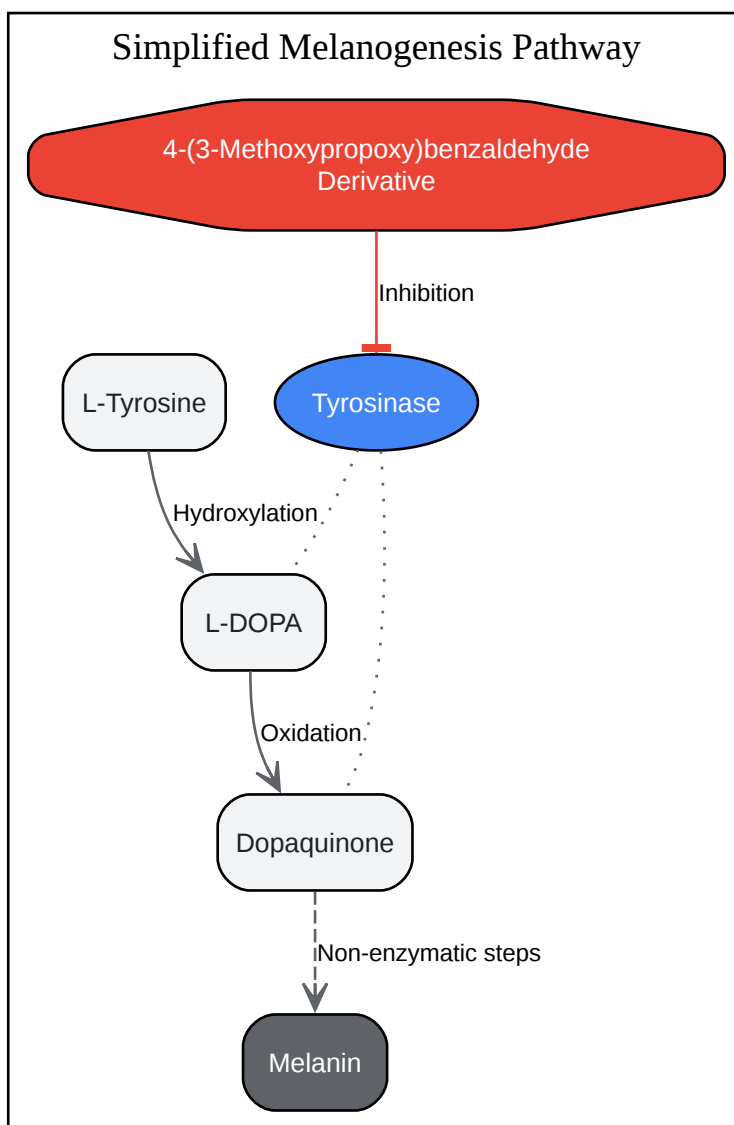 Simplified Melanogenesis Pathway
4-(3-Methoxypropoxy)benzaldehyde
Derivative
Inhibition
L-Tyrosine
Tyrosinase
Hydroxylation
L-DOPA
Oxidation
Dopaquinone
Non-enzymatic steps
Melanin